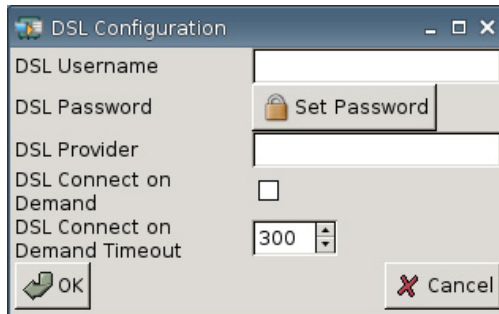 DSL Configuration
DSL Username
DSL Password
Set Password
DSL Provider
DSL Connect on
Demand
DSL Connect on
Demand Timeout
300
OK
Cancel